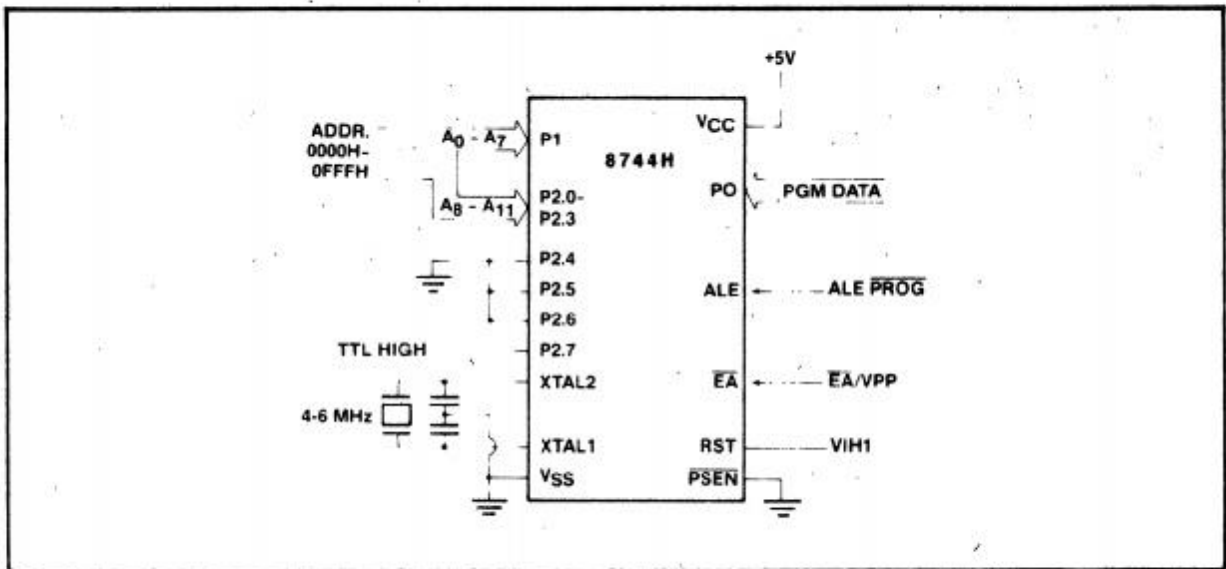 +5V
ADDR.
0000H-
0FFFH
A0 - A7
P1
VCC
8744H
A8 - A11
P2.0-
P2.3
PO
PGM DATA
P2.4
P2.5
ALE
ALE PROG
P2.6
TTL HIGH
P2.7
XTAL2
EA
EA/VPP
4-6 MHz
XTAL1
RST
VIH1
VSS
PSEN